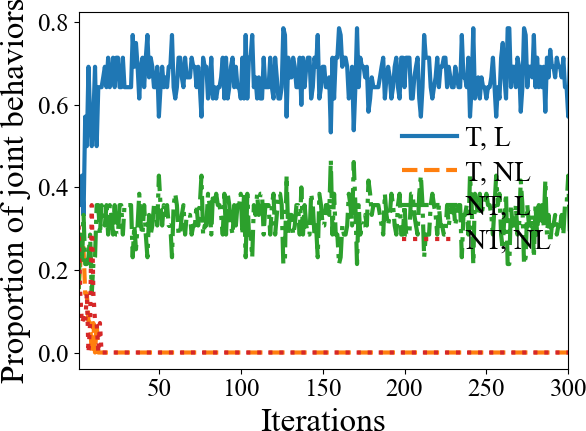 Proportion of joint behaviors
0.8
0.6
0.4
0.2
0.0
T, L
T, NL
NT, L
NT, NL
50
100
150
200
250
300
Iterations